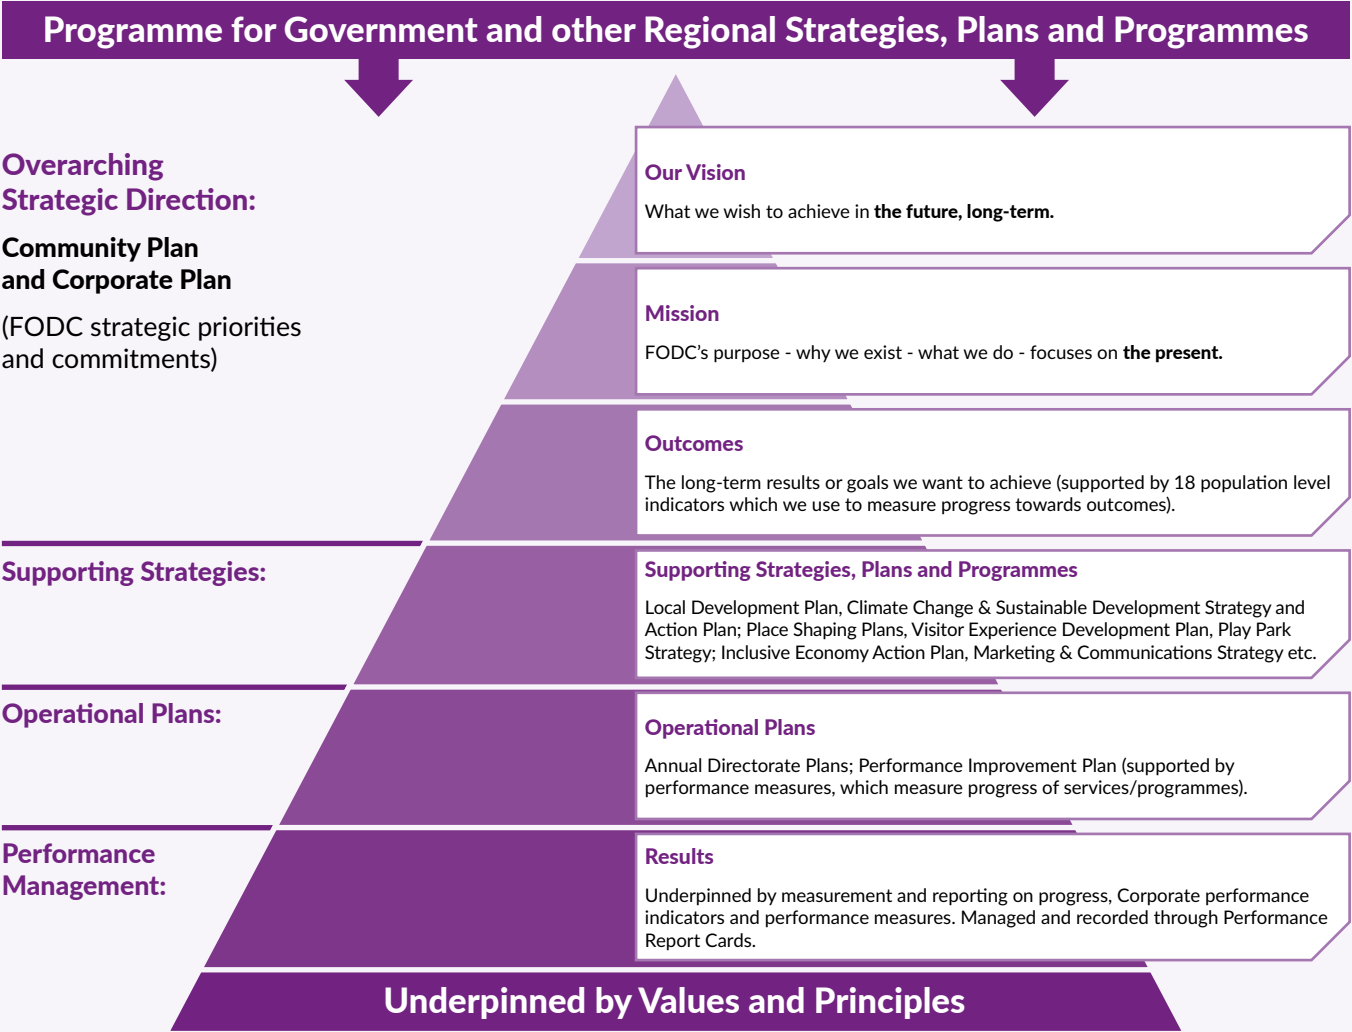 Programme for Government and other Regional Strategies, Plans and Programmes
Overarching
Strategic Direction:
Community Plan
and Corporate Plan
(FODC strategic priorities
and commitments)
Our Vision
What we wish to achieve in the future, long-term.
Mission
FODC’s purpose - why we exist - what we do - focuses on the present.
Outcomes
The long-term results or goals we want to achieve (supported by 18 population level
indicators which we use to measure progress towards outcomes).
Supporting Strategies:
Supporting Strategies, Plans and Programmes
Local Development Plan, Climate Change & Sustainable Development Strategy and
Action Plan; Place Shaping Plans, Visitor Experience Development Plan, Play Park
Strategy; Inclusive Economy Action Plan, Marketing & Communications Strategy etc.
Operational Plans:
Operational Plans
Annual Directorate Plans; Performance Improvement Plan (supported by
performance measures, which measure progress of services/programmes).
Performance
Management:
Results
Underpinned by measurement and reporting on progress, Corporate performance
indicators and performance measures. Managed and recorded through Performance
Report Cards.
Underpinned by Values and Principles